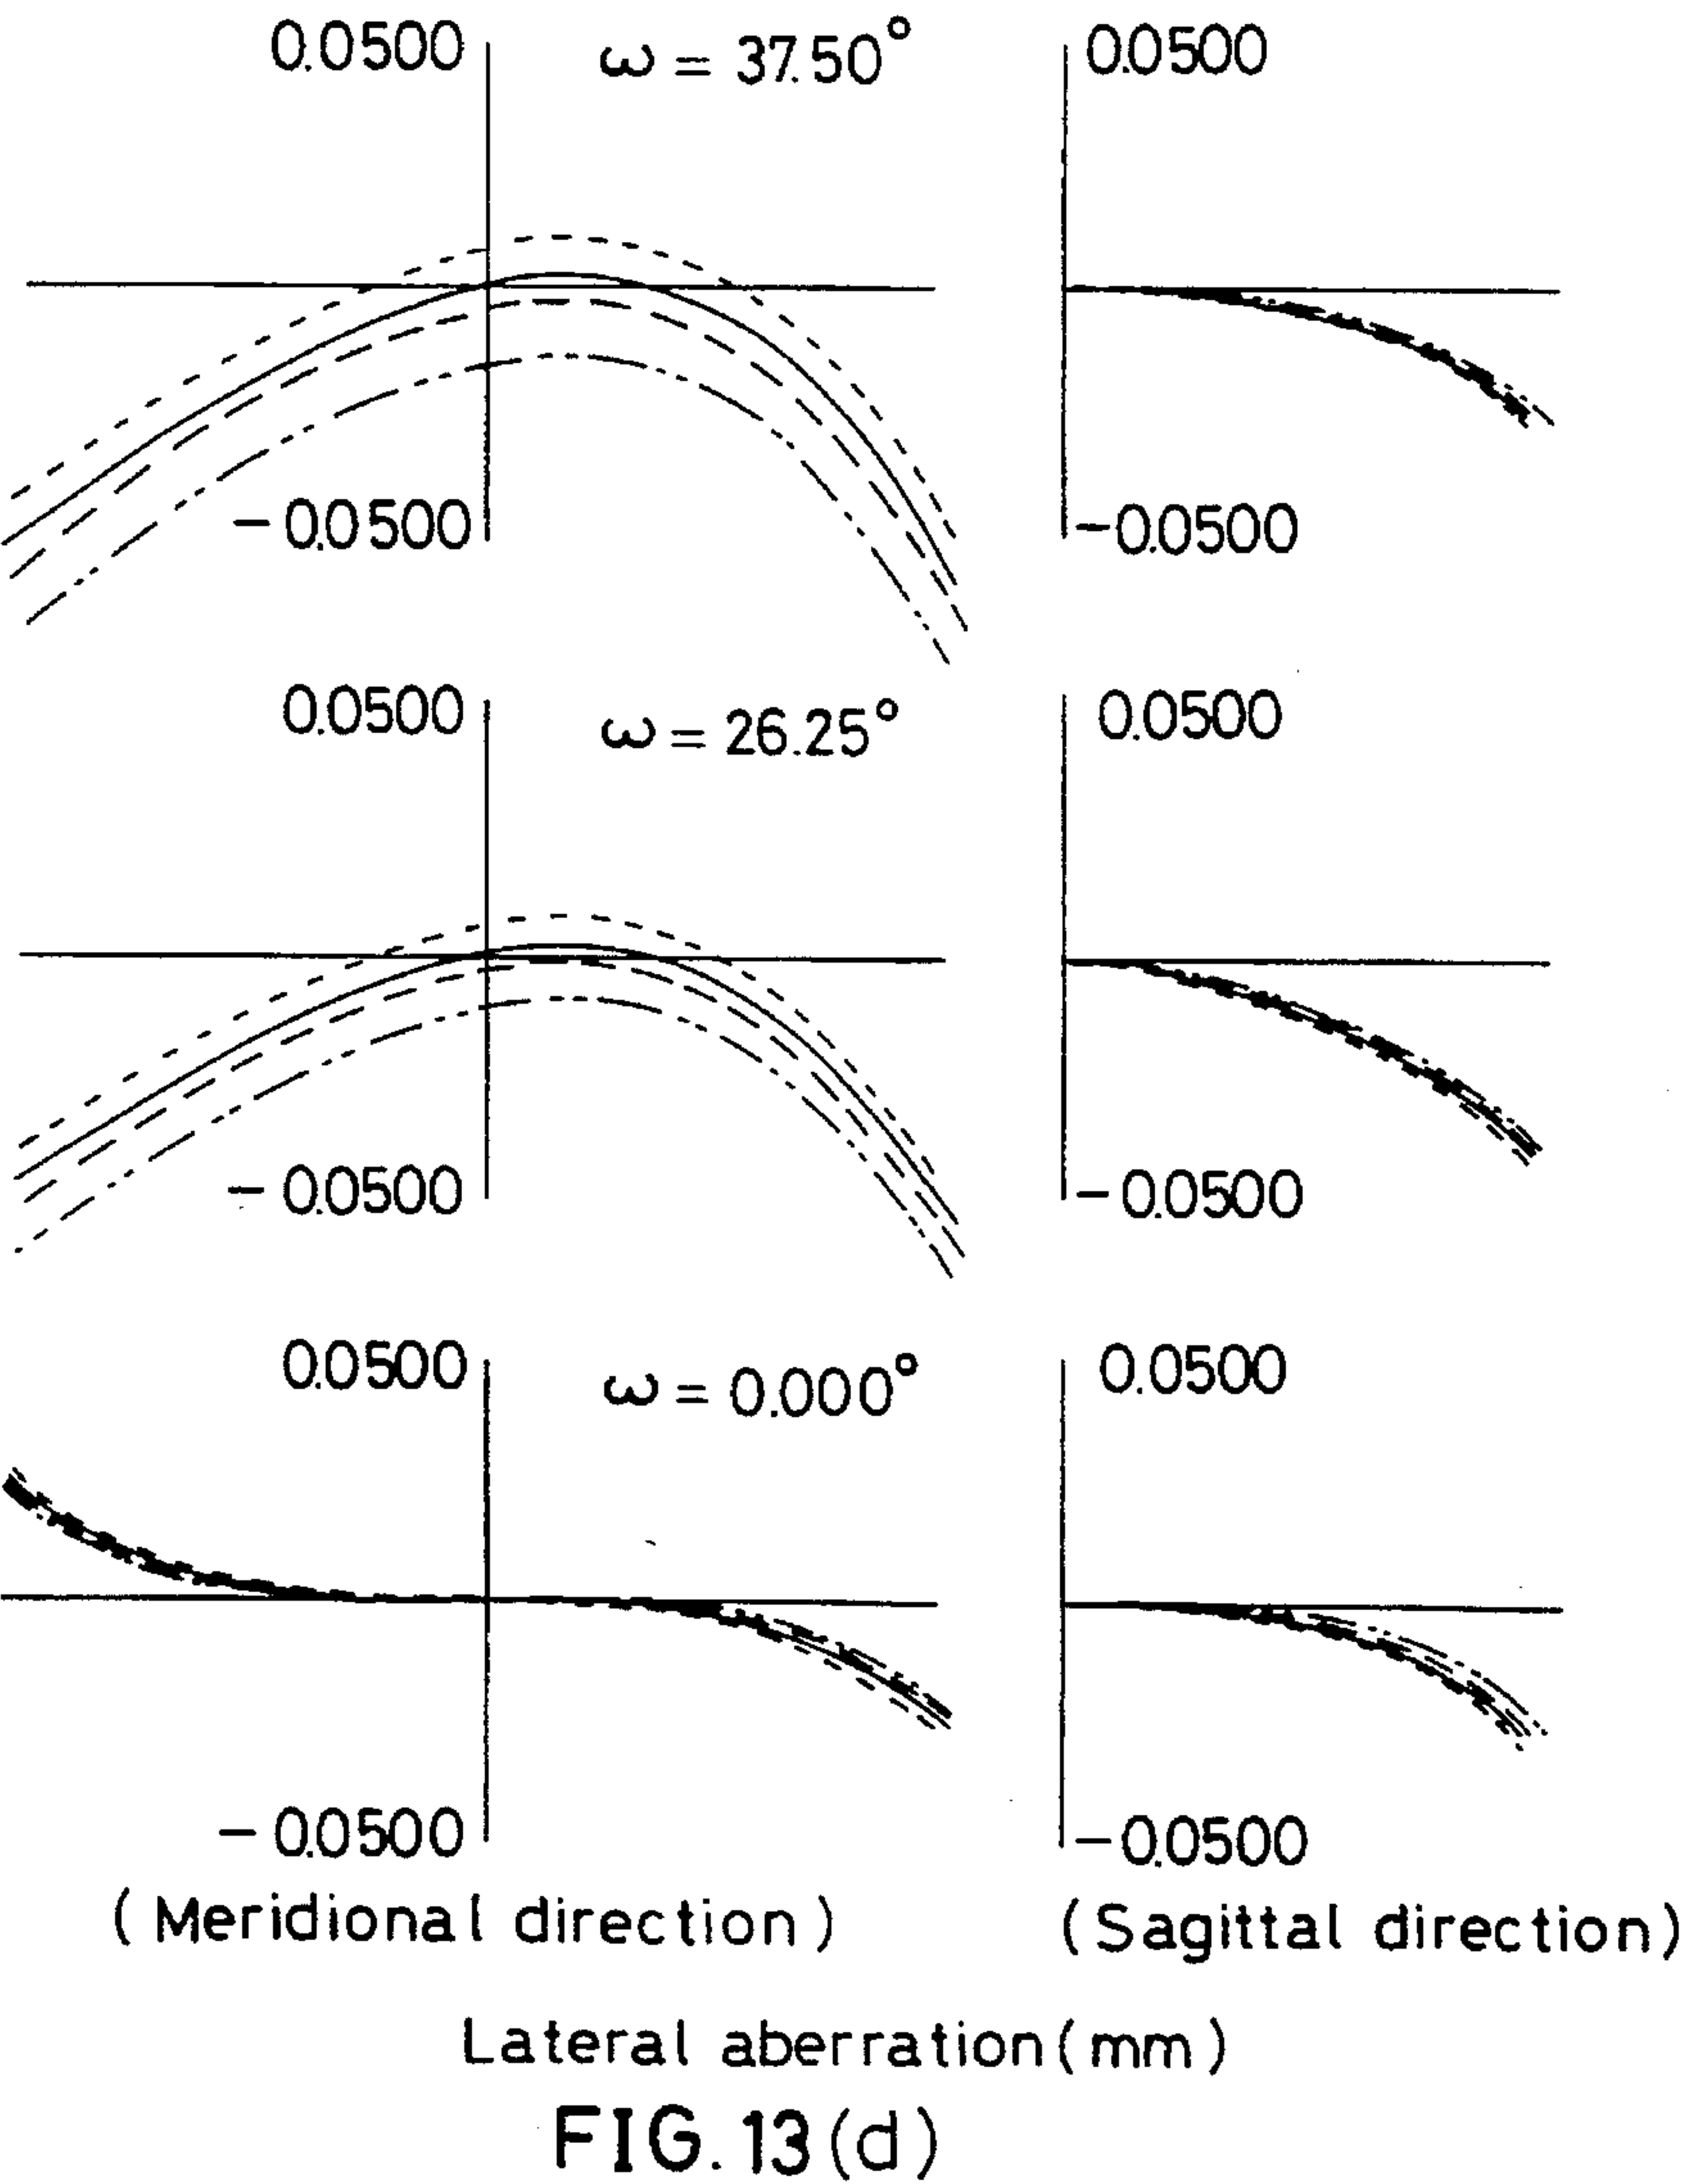 0.0500 ω = 37.50° 0.0500
−0.0500 −0.0500
0.0500 ω = 26.25° 0.0500
−0.0500 −0.0500
0.0500 ω = 0.000° 0.0500
−0.0500 −0.0500
(Meridional direction) (Sagittal direction)
Lateral aberration(mm)
FIG. 13(d)